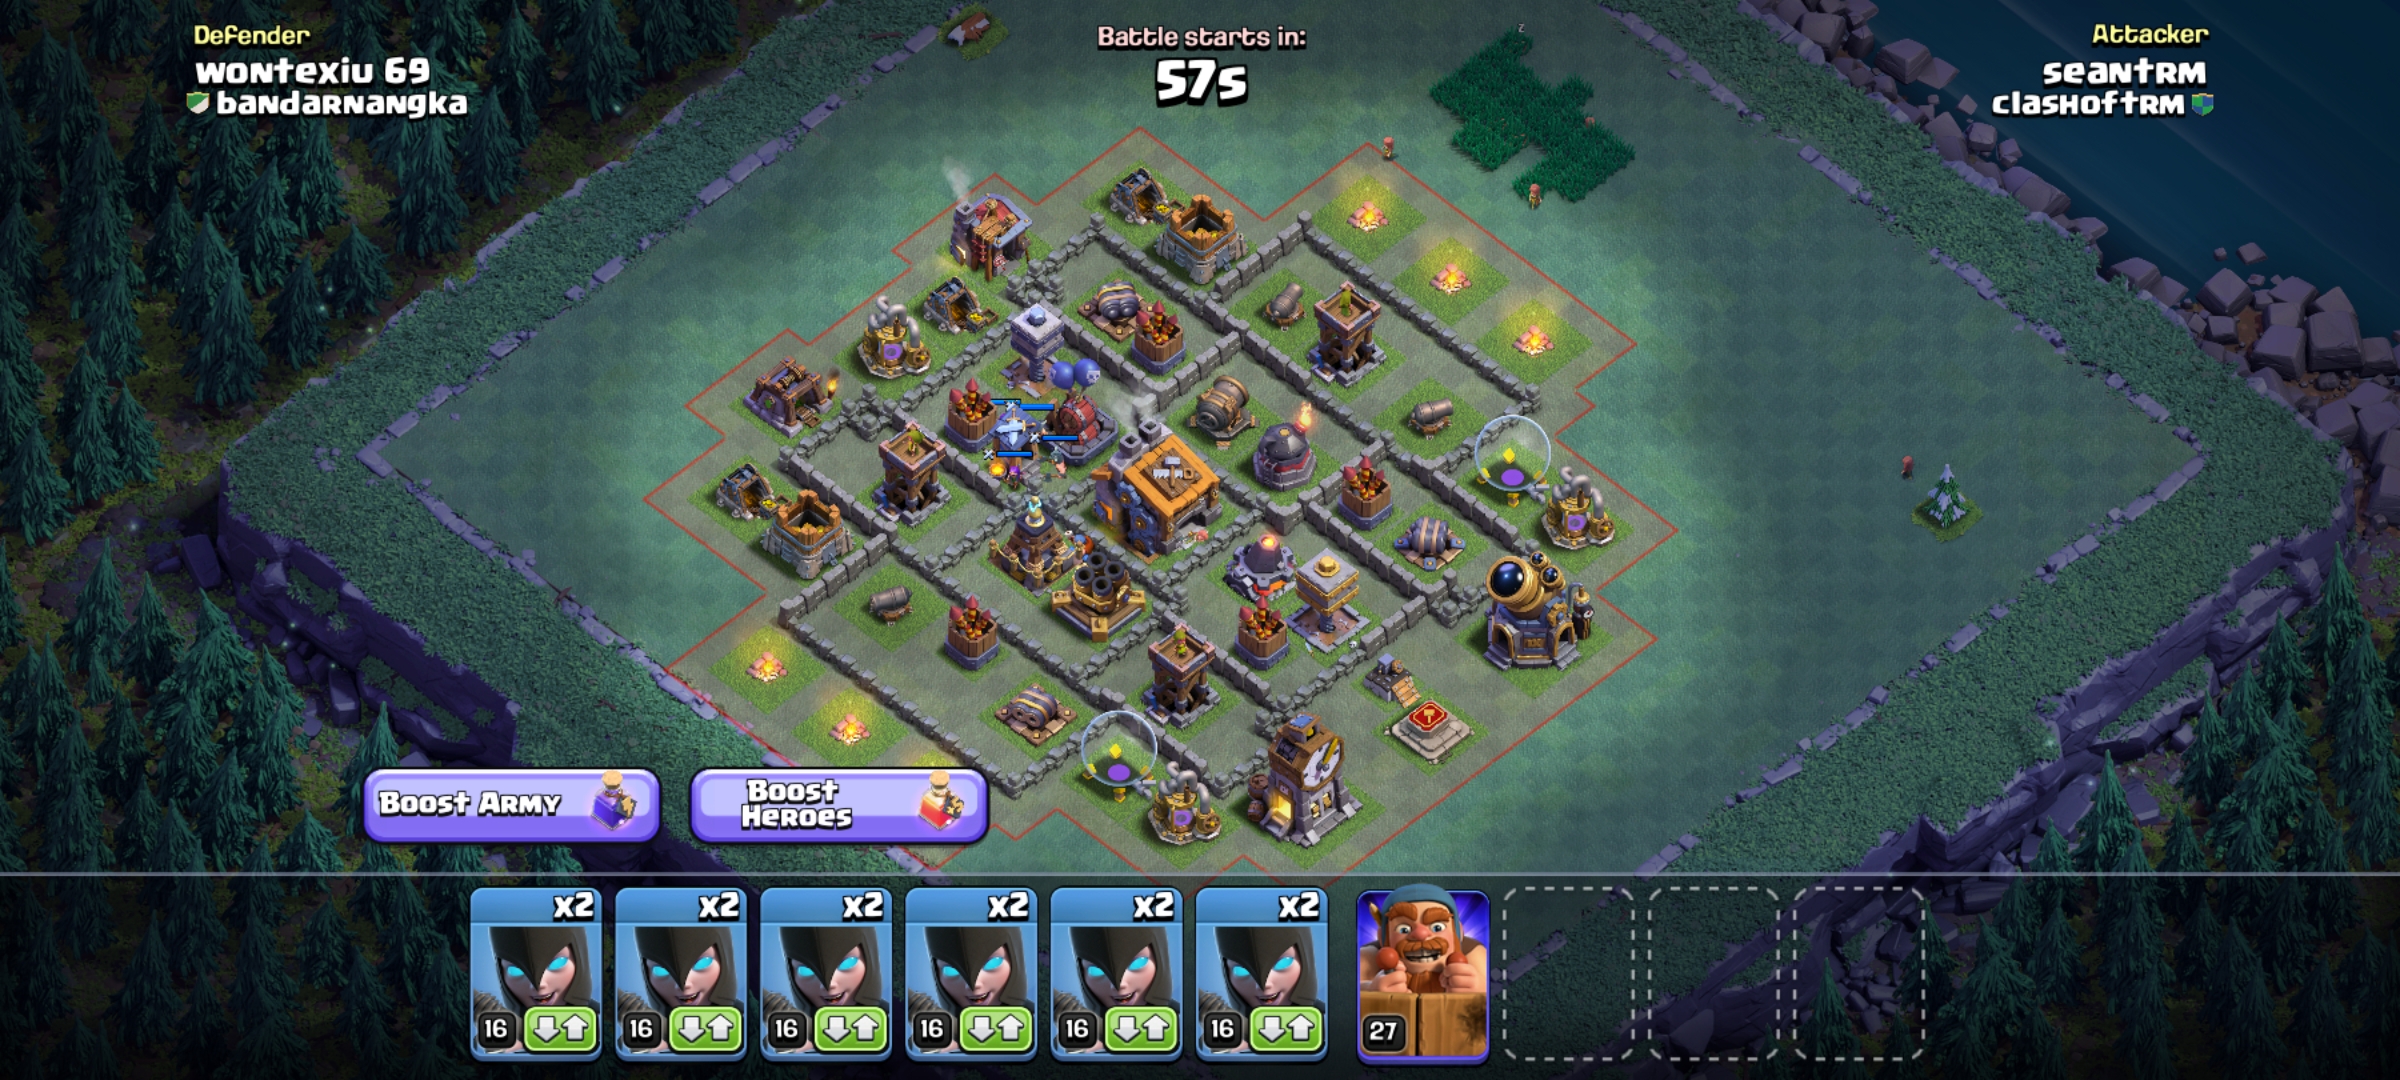 Defender
wontexiu 69
bandarnangka
Battle starts in:
57s
Attacker
seantRM
clashoftRM
z
Boost Army
Boost
Heroes
x2
x2
x2
x2
x2
x2
16
16
16
16
16
16
27